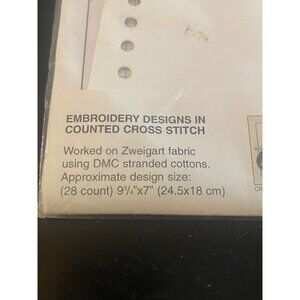 EMBROIDERY DESIGNS IN
COUNTED CROSS STITCH
Worked on Zweigart fabric
using DMC stranded cottons.
Approximate design size:
(28 count) 9¾"x7" (24.5x18 cm)